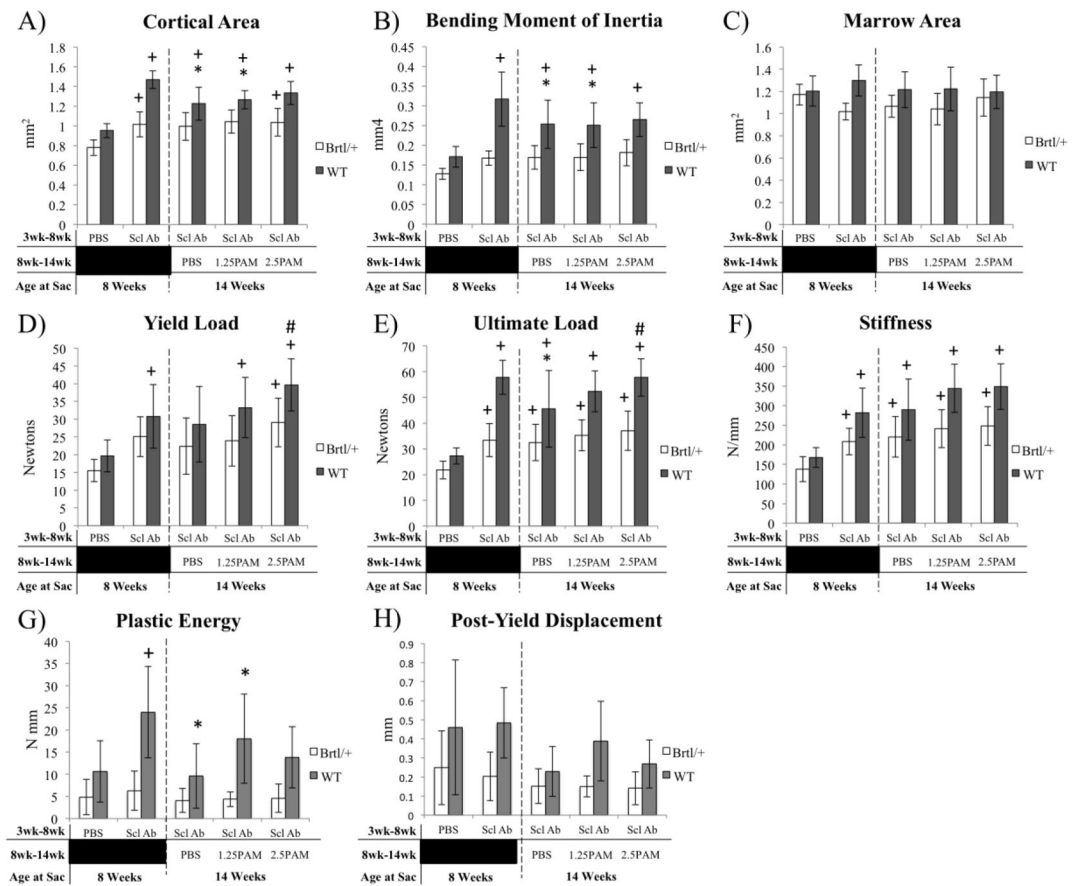 A) Cortical Area
mm2
1.8
1.6
1.4
1.2
1
0.8
0.6
0.4
0.2
0
+ + + * + * + +
Brtl/+
WT
3wk-8wk PBS Scl Ab Scl Ab Scl Ab Scl Ab
8wk-14wk PBS 1.25PAM 2.5PAM
Age at Sac 8 Weeks 14 Weeks
B) Bending Moment of Inertia
mm4
0.45
0.4
0.35
0.3
0.25
0.2
0.15
0.1
0.05
0
+ + * + * +
Brtl/+
WT
3wk-8wk PBS Scl Ab Scl Ab Scl Ab Scl Ab
8wk-14wk PBS 1.25PAM 2.5PAM
Age at Sac 8 Weeks 14 Weeks
C) Marrow Area
mm2
1.6
1.4
1.2
1
0.8
0.6
0.4
0.2
0
Brtl/+
WT
3wk-8wk PBS Scl Ab Scl Ab Scl Ab Scl Ab
8wk-14wk PBS 1.25PAM 2.5PAM
Age at Sac 8 Weeks 14 Weeks
D) Yield Load
Newtons
50
45
40
35
30
25
20
15
10
5
0
+ + + # +
Brtl/+
WT
3wk-8wk PBS Scl Ab Scl Ab Scl Ab Scl Ab
8wk-14wk PBS 1.25PAM 2.5PAM
Age at Sac 8 Weeks 14 Weeks
E) Ultimate Load
Newtons
70
60
50
40
30
20
10
0
+ + + + * + + + # +
Brtl/+
WT
3wk-8wk PBS Scl Ab Scl Ab Scl Ab Scl Ab
8wk-14wk PBS 1.25PAM 2.5PAM
Age at Sac 8 Weeks 14 Weeks
F) Stiffness
N/mm
450
400
350
300
250
200
150
100
50
0
+ + + + + + + +
Brtl/+
WT
3wk-8wk PBS Scl Ab Scl Ab Scl Ab Scl Ab
8wk-14wk PBS 1.25PAM 2.5PAM
Age at Sac 8 Weeks 14 Weeks
G) Plastic Energy
N mm
40
35
30
25
20
15
10
5
0
+ * *
Brtl/+
WT
3wk-8wk PBS Scl Ab Scl Ab Scl Ab Scl Ab
8wk-14wk PBS 1.25PAM 2.5PAM
Age at Sac 8 Weeks 14 Weeks
H) Post-Yield Displacement
mm
0.9
0.8
0.7
0.6
0.5
0.4
0.3
0.2
0.1
0
Brtl/+
WT
3wk-8wk PBS Scl Ab Scl Ab Scl Ab Scl Ab
8wk-14wk PBS 1.25PAM 2.5PAM
Age at Sac 8 Weeks 14 Weeks